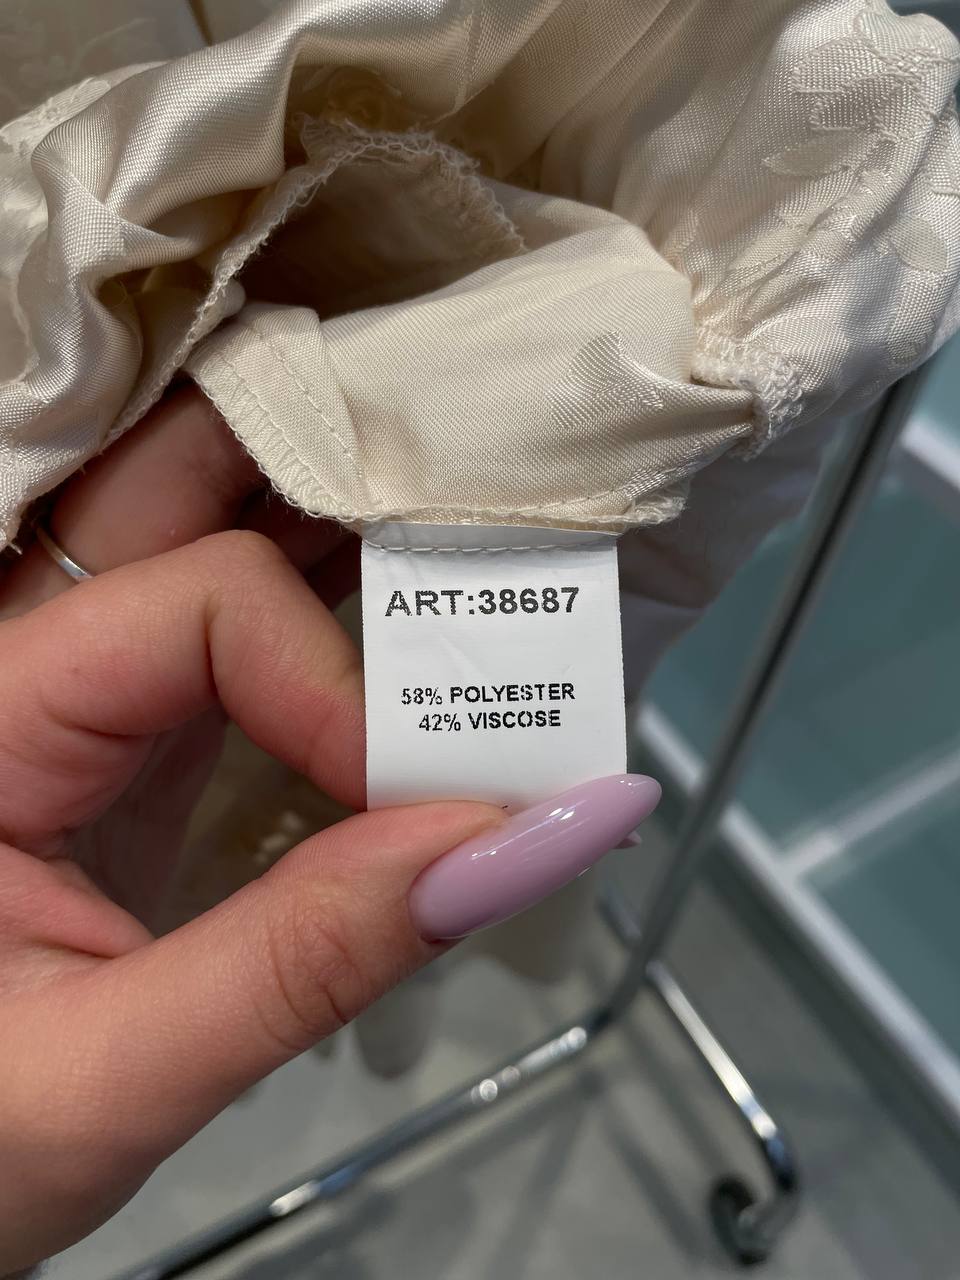 ART:38687
58% POLYESTER
42% VISCOSE